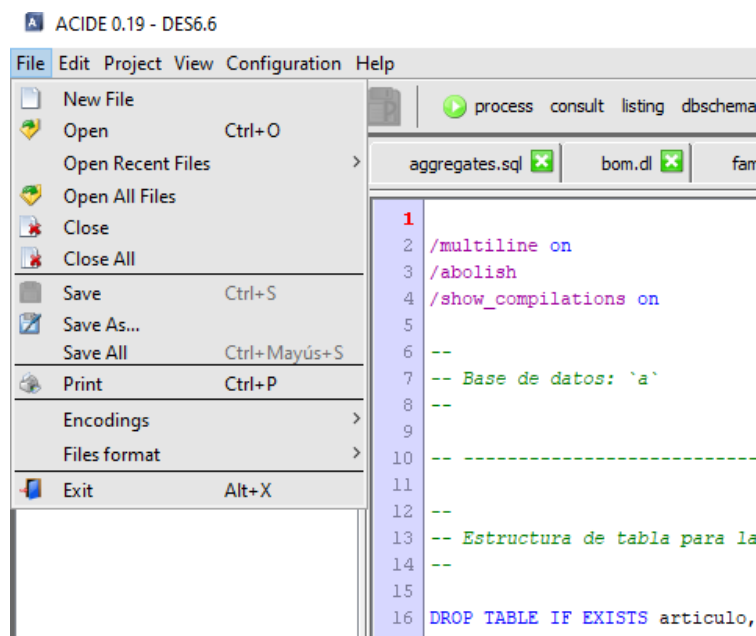 ACIDE 0.19 - DES6.6
File Edit Project View Configuration Help
New File
Open Ctrl+O
Open Recent Files
Open All Files
Close
Close All
Save Ctrl+S
Save As...
Save All Ctrl+Mayús+S
Print Ctrl+P
Encodings
Files format
Exit Alt+X
process consult listing dbschema
aggregates.sql bom.dl fam
1
2 /multiline on
3 /abolish
4 /show_compilations on
5
6 --
7 -- Base de datos: `a`
8 --
9
10 -- ---------------------------
11
12 --
13 -- Estructura de tabla para la
14 --
15
16 DROP TABLE IF EXISTS articulo,